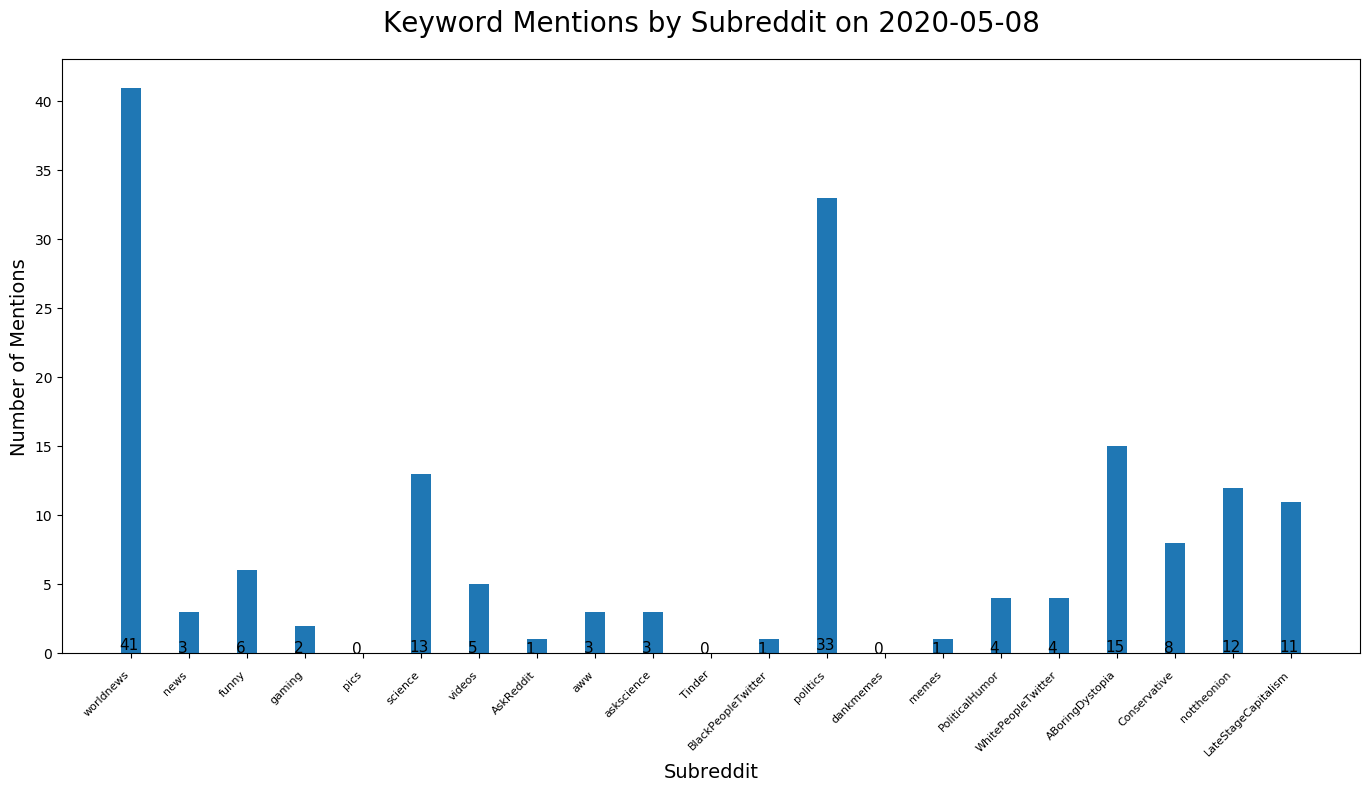 Keyword Mentions by Subreddit on 2020-05-08
Number of Mentions
40
35
30
25
20
15
10
5
0
41 3 6 2 0 13 5 1 3 3 0 1 33 0 1 4 4 15 8 12 11
worldnews
news
funny
gaming
pics
science
videos
AskReddit
aww
askscience
Tinder
BlackPeopleTwitter
politics
dankmemes
memes
PoliticalHumor
WhitePeopleTwitter
ABoringDystopia
Conservative
nottheonion
LateStageCapitalism
Subreddit